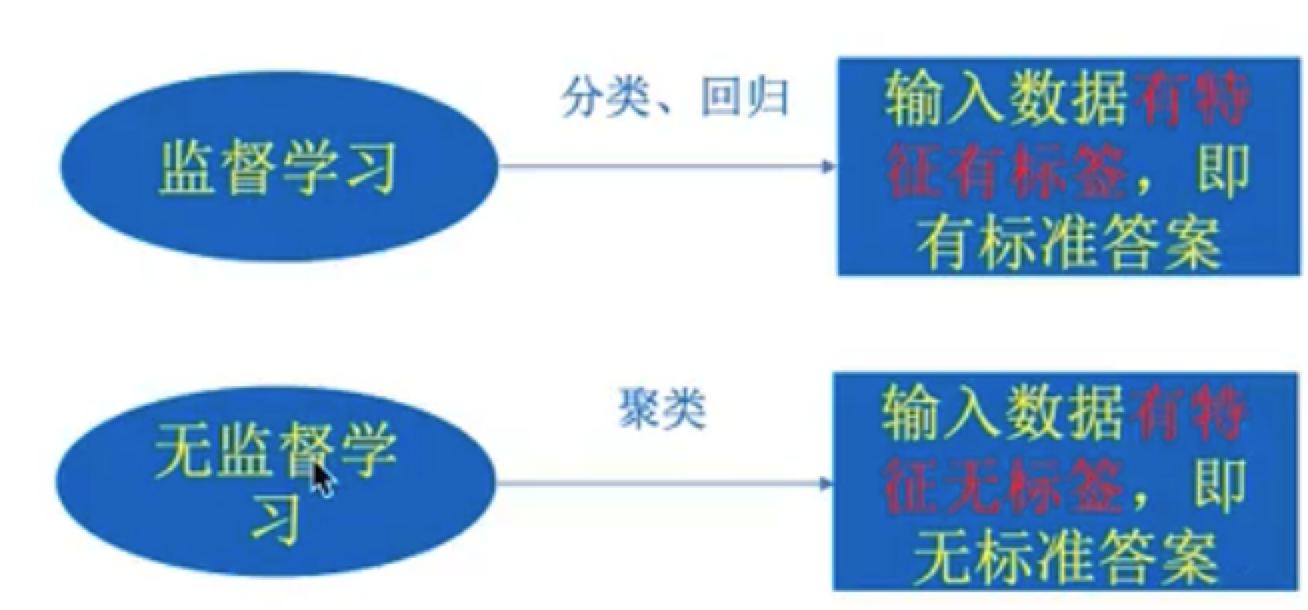 监督学习
分类、回归
输入数据有特
征有标签，即
有标准答案
无监督学
习
聚类
输入数据有特
征无标签，即
无标准答案